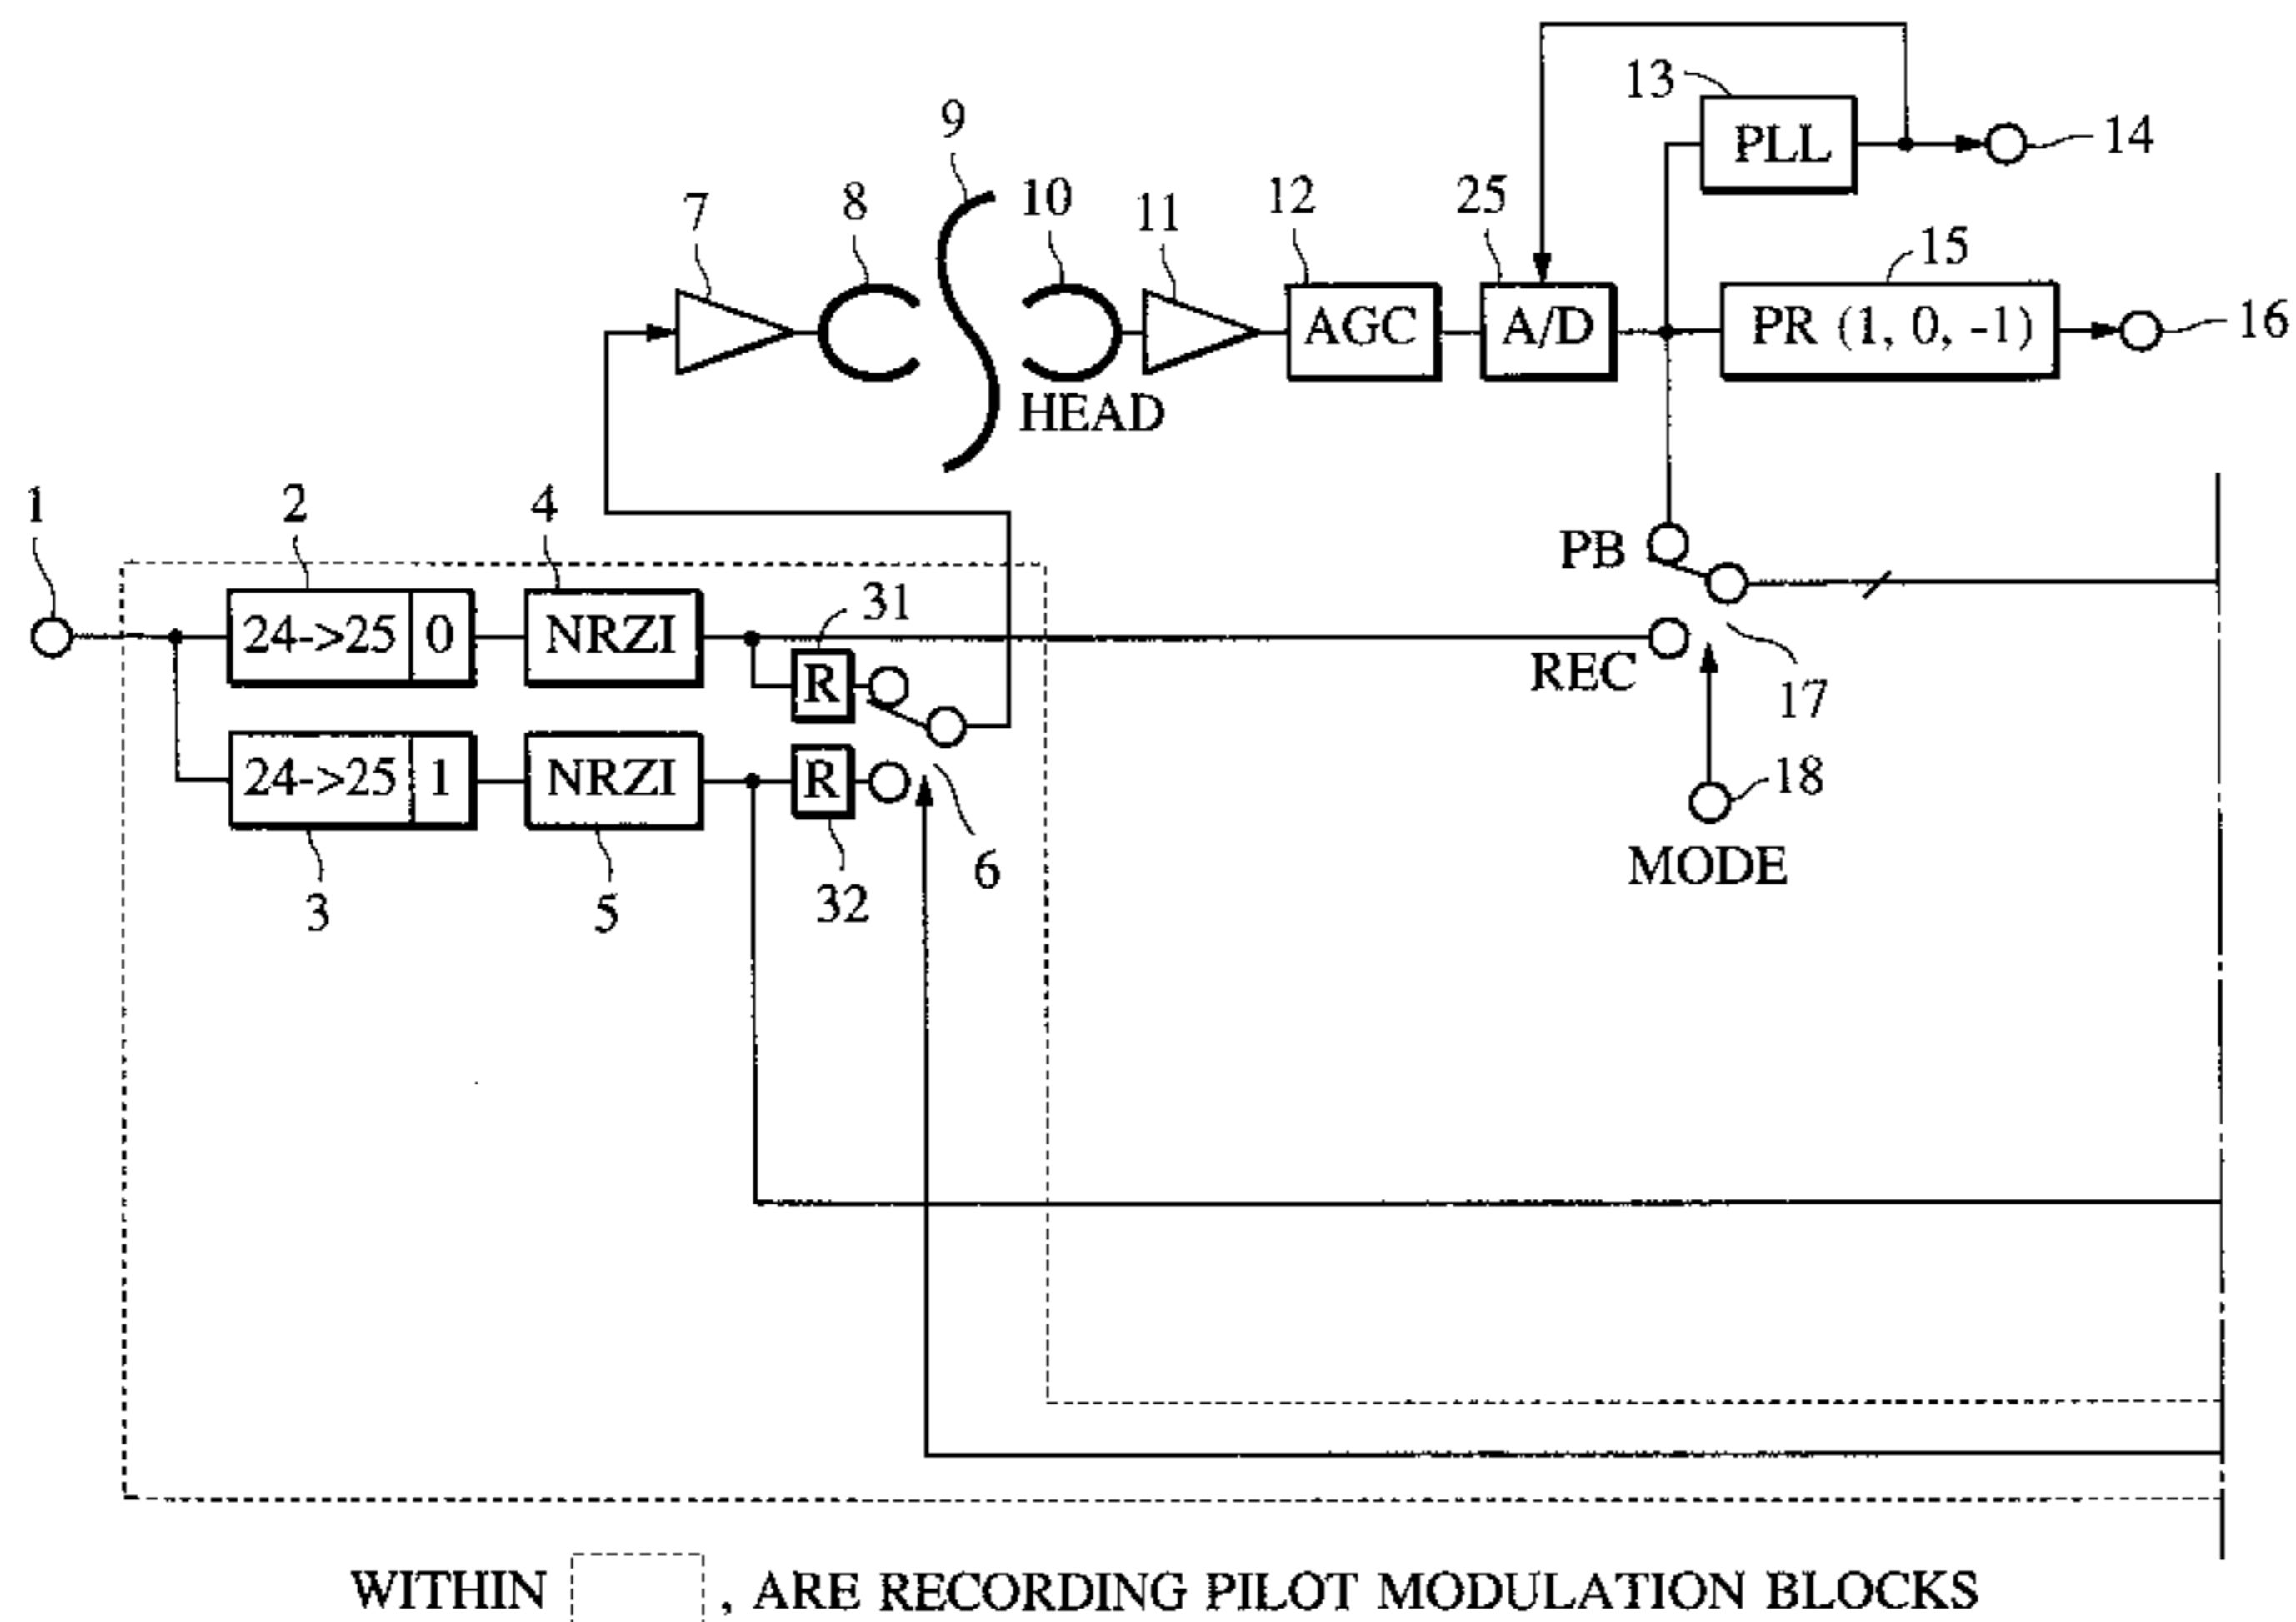 13
PLL
14
9
7
8
10
11
12
25
15
AGC
A/D
PR (1, 0, -1)
16
HEAD
1
2
4
PB
31
24->25 0
NRZI
R
REC
17
24->25 1
NRZI
R
18
3
5
32
6
MODE
WITHIN , ARE RECORDING PILOT MODULATION BLOCKS